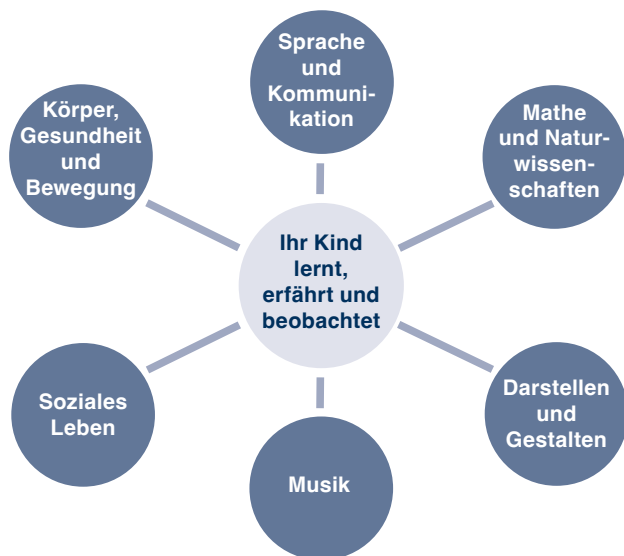 Sprache
und
Kommuni-
kation
Körper,
Gesundheit
und
Bewegung
Mathe
und Natur-
wissen-
schaften
Ihr Kind
lernt,
erfährt und
beobachtet
Soziales
Leben
Darstellen
und
Gestalten
Musik